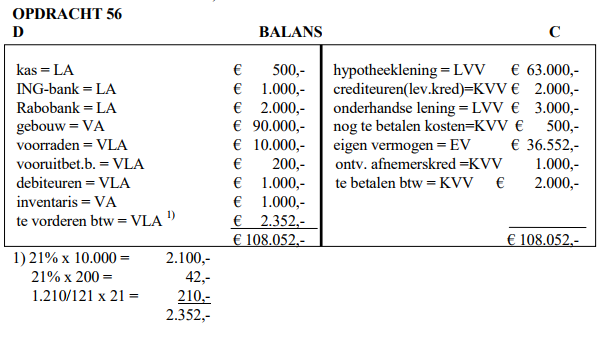 OPDRACHT 56
D BALANS C
kas = LA € 500,- hypotheeklening = LVV € 63.000,-
ING-bank = LA € 1.000,- crediteuren(lev.kred)=KVV € 2.000,-
Rabobank = LA € 2.000,- onderhandse lening = LVV € 3.000,-
gebouw = VA € 90.000,- nog te betalen kosten=KVV € 500,-
voorraden = VLA € 10.000,- eigen vermogen = EV € 36.552,-
vooruitbet.b. = VLA € 200,- ontv. afnemerskred =KVV 1.000,-
debiteuren = VLA € 1.000,- te betalen btw = KVV € 2.000,-
inventaris = VA € 1.000,-
te vorderen btw = VLA 1) € 2.352,-
€ 108.052,- € 108.052,-
1) 21% x 10.000 = 2.100,-
21% x 200 = 42,-
1.210/121 x 21 = 210,-
2.352,-